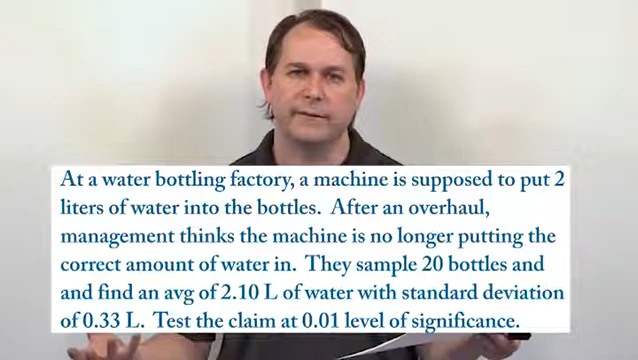 At a water bottling factory, a machine is supposed to put 2
liters of water into the bottles.  After an overhaul,
management thinks the machine is no longer putting the
correct amount of water in.  They sample 20 bottles and
and find an avg of 2.10 L of water with standard deviation
of 0.33 L.  Test the claim at 0.01 level of significance.